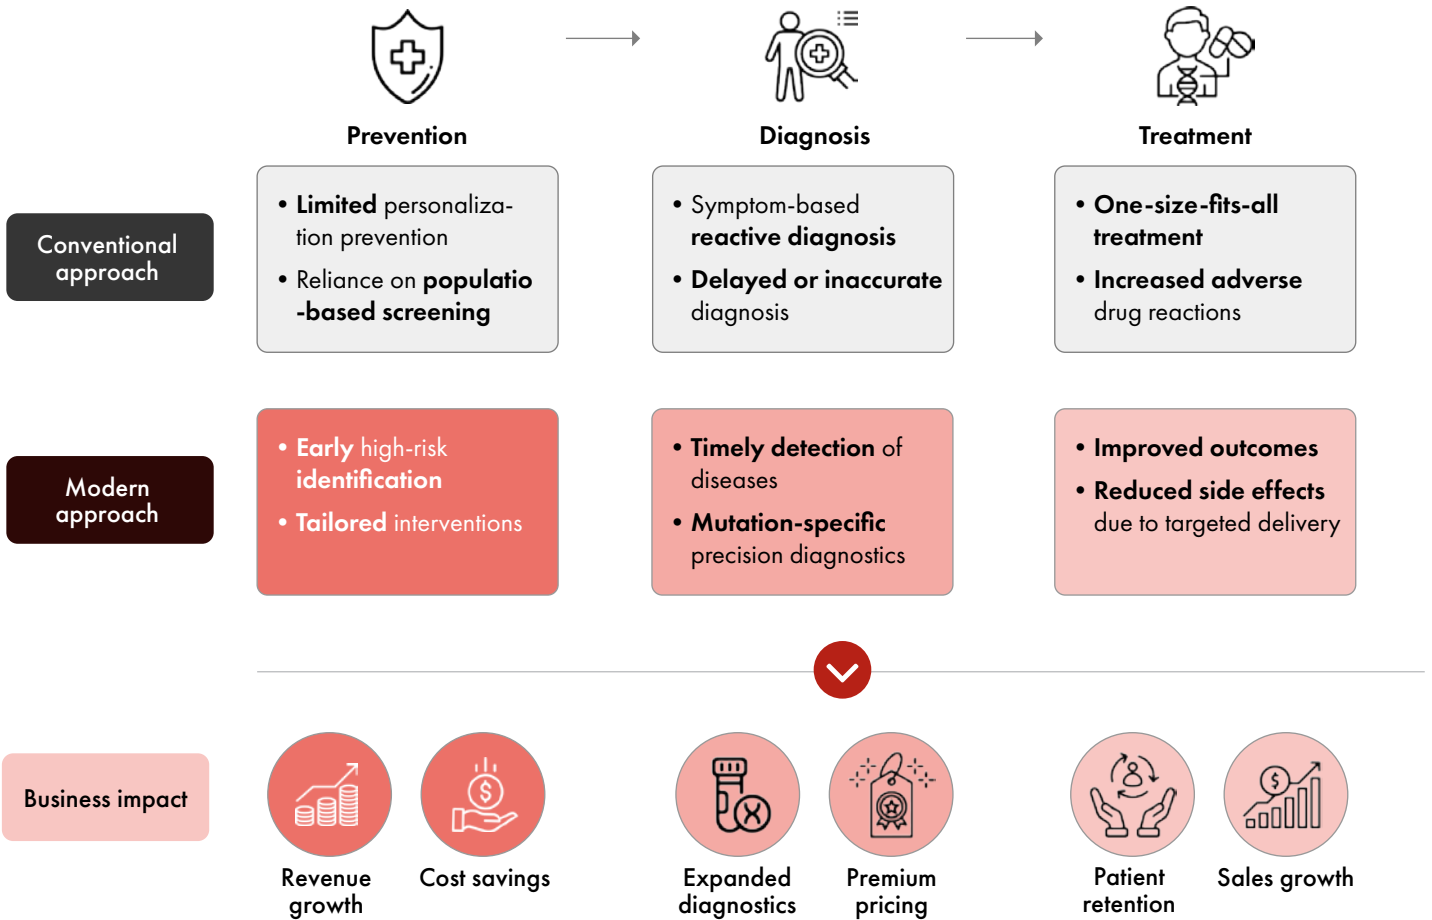 Prevention
Diagnosis
Treatment
Conventional
approach
• Limited personaliza-
tion prevention
• Reliance on populatio
-based screening
• Symptom-based
reactive diagnosis
• Delayed or inaccurate
diagnosis
• One-size-fits-all
treatment
• Increased adverse
drug reactions
Modern
approach
• Early high-risk
identification
• Tailored interventions
• Timely detection of
diseases
• Mutation-specific
precision diagnostics
• Improved outcomes
• Reduced side effects
due to targeted delivery
Business impact
Revenue
growth
Cost savings
Expanded
diagnostics
Premium
pricing
Patient
retention
Sales growth